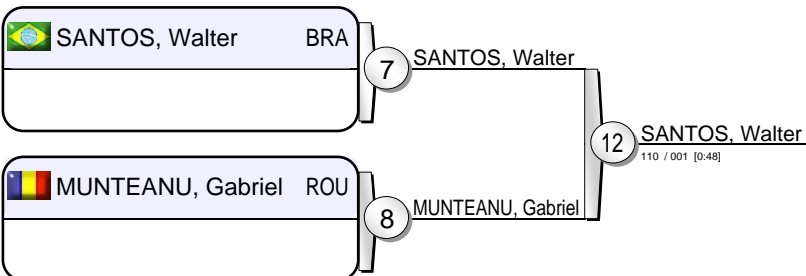 SANTOS, Walter BRA
7
SANTOS, Walter
12
SANTOS, Walter
110 / 001 [0:48]
MUNTEANU, Gabriel ROU
8
MUNTEANU, Gabriel